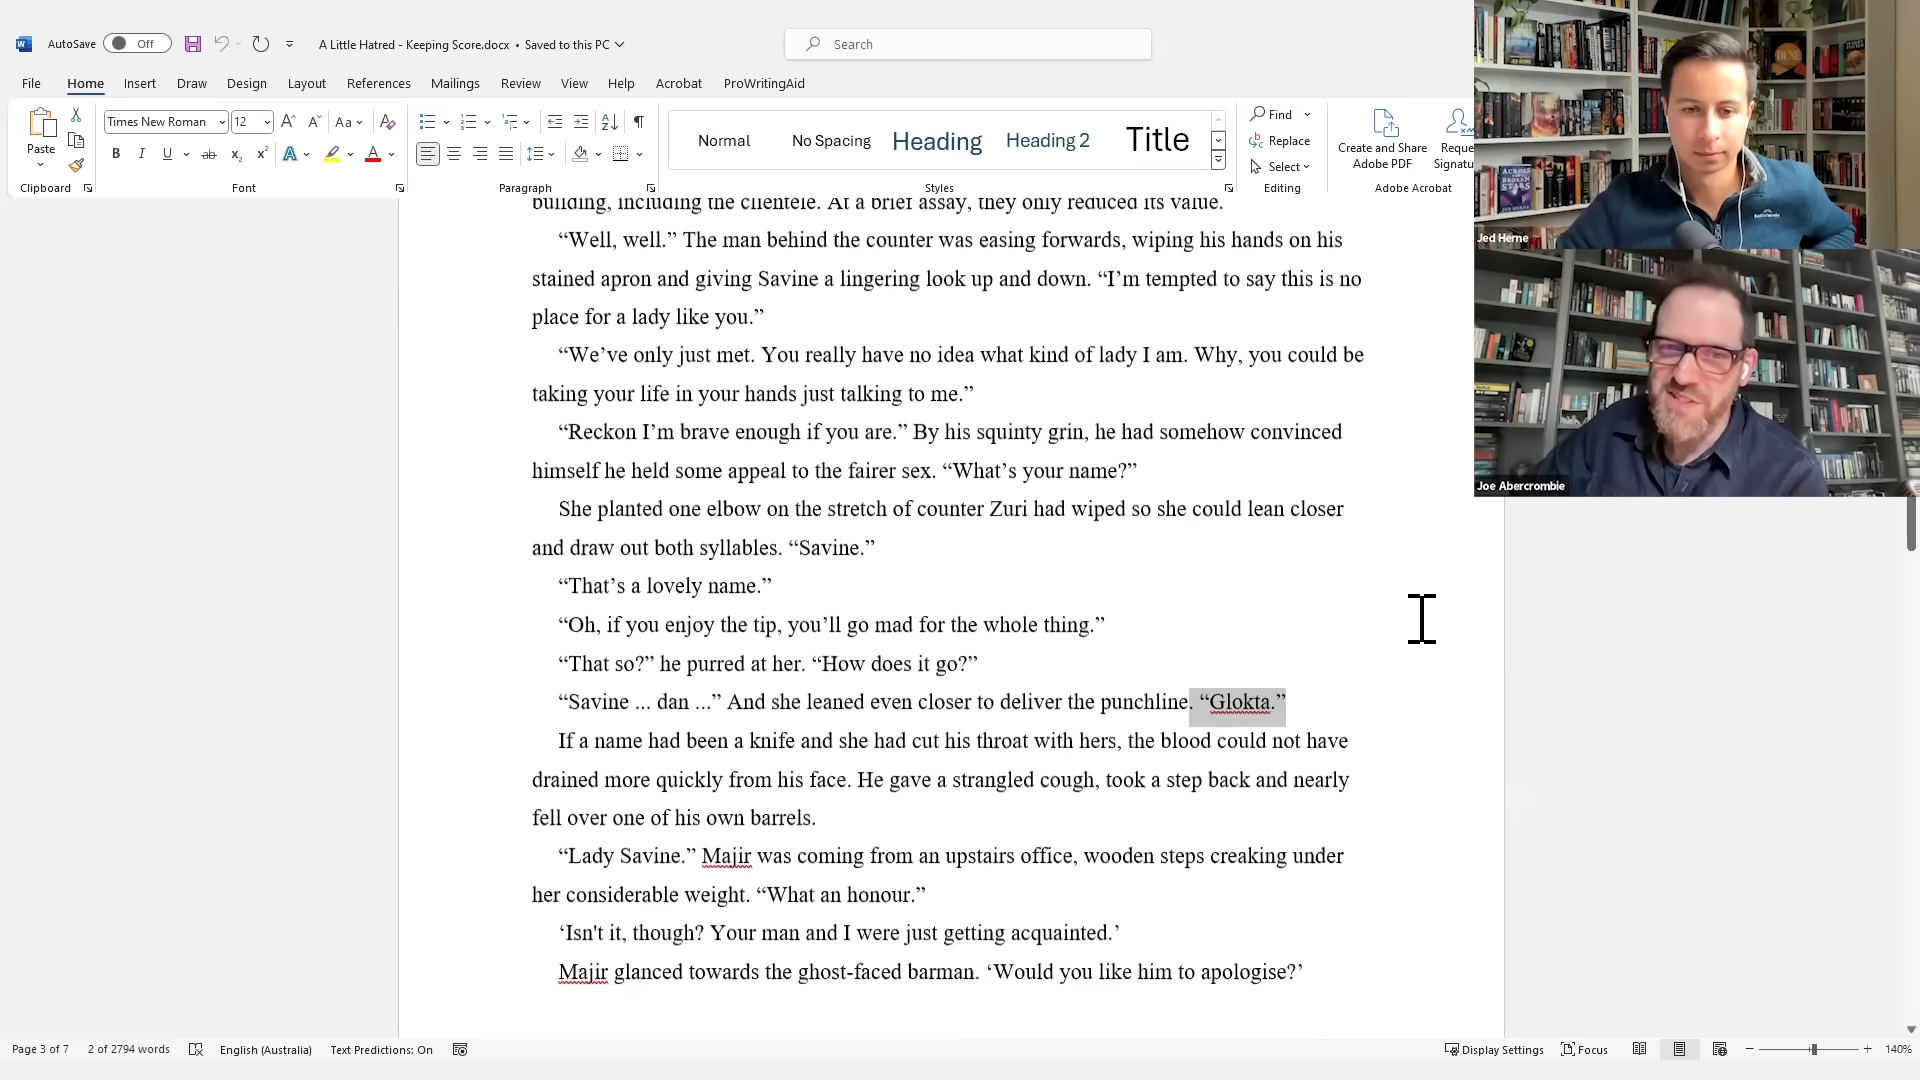 AutoSave Off A Little Hatred - Keeping Score.docx • Saved to this PC Search
File Home Insert Draw Design Layout References Mailings Review View Help Acrobat ProWritingAid
Paste Times New Roman 12 Normal No Spacing Heading Heading 2 Title Find Replace Select Create and Share Adobe PDF Reque Signatu
Clipboard Font Paragraph Styles Editing Adobe Acrobat
building, including the clientele. At a brief assay, they only reduced its value.
“Well, well.” The man behind the counter was easing forwards, wiping his hands on his
stained apron and giving Savine a lingering look up and down. “I’m tempted to say this is no
place for a lady like you.”
“We’ve only just met. You really have no idea what kind of lady I am. Why, you could be
taking your life in your hands just talking to me.”
“Reckon I’m brave enough if you are.” By his squinty grin, he had somehow convinced
himself he held some appeal to the fairer sex. “What’s your name?”
She planted one elbow on the stretch of counter Zuri had wiped so she could lean closer
and draw out both syllables. “Savine.”
“That’s a lovely name.”
“Oh, if you enjoy the tip, you’ll go mad for the whole thing.”
“That so?” he purred at her. “How does it go?”
“Savine ... dan ...” And she leaned even closer to deliver the punchline. “Glokta.”
If a name had been a knife and she had cut his throat with hers, the blood could not have
drained more quickly from his face. He gave a strangled cough, took a step back and nearly
fell over one of his own barrels.
“Lady Savine.” Majir was coming from an upstairs office, wooden steps creaking under
her considerable weight. “What an honour.”
‘Isn't it, though? Your man and I were just getting acquainted.’
Majir glanced towards the ghost-faced barman. ‘Would you like him to apologise?’
Page 3 of 7 2 of 2794 words English (Australia) Text Predictions: On Display Settings Focus 140%
ACROSS
BROKEN
STARS
JED HERNE
DUNE
Jed Herne
Joe Abercrombie